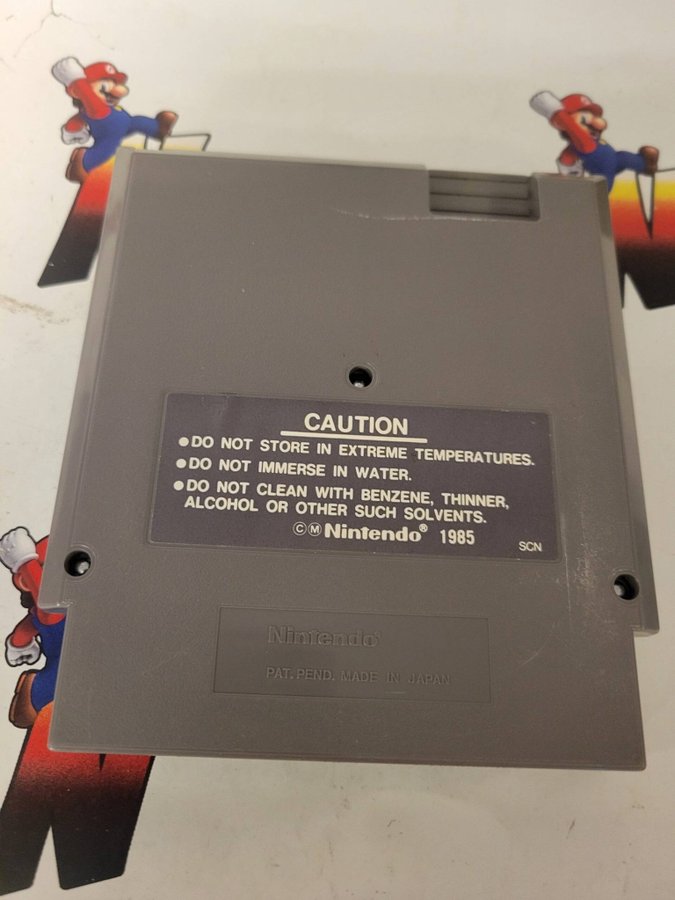 CAUTION
●DO NOT STORE IN EXTREME TEMPERATURES.
●DO NOT IMMERSE IN WATER.
●DO NOT CLEAN WITH BENZENE, THINNER,
ALCOHOL OR OTHER SUCH SOLVENTS.
ⒸⓂNintendo® 1985
SCN
Nintendo®
PAT. PEND. MADE IN JAPAN